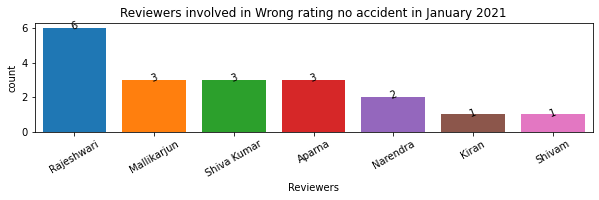 Reviewers involved in Wrong rating no accident in January 2021
count
6
4
2
0
6
3
3
3
2
1
1
Rajeshwari
Mallikarjun
Shiva Kumar
Aparna
Narendra
Kiran
Shivam
Reviewers